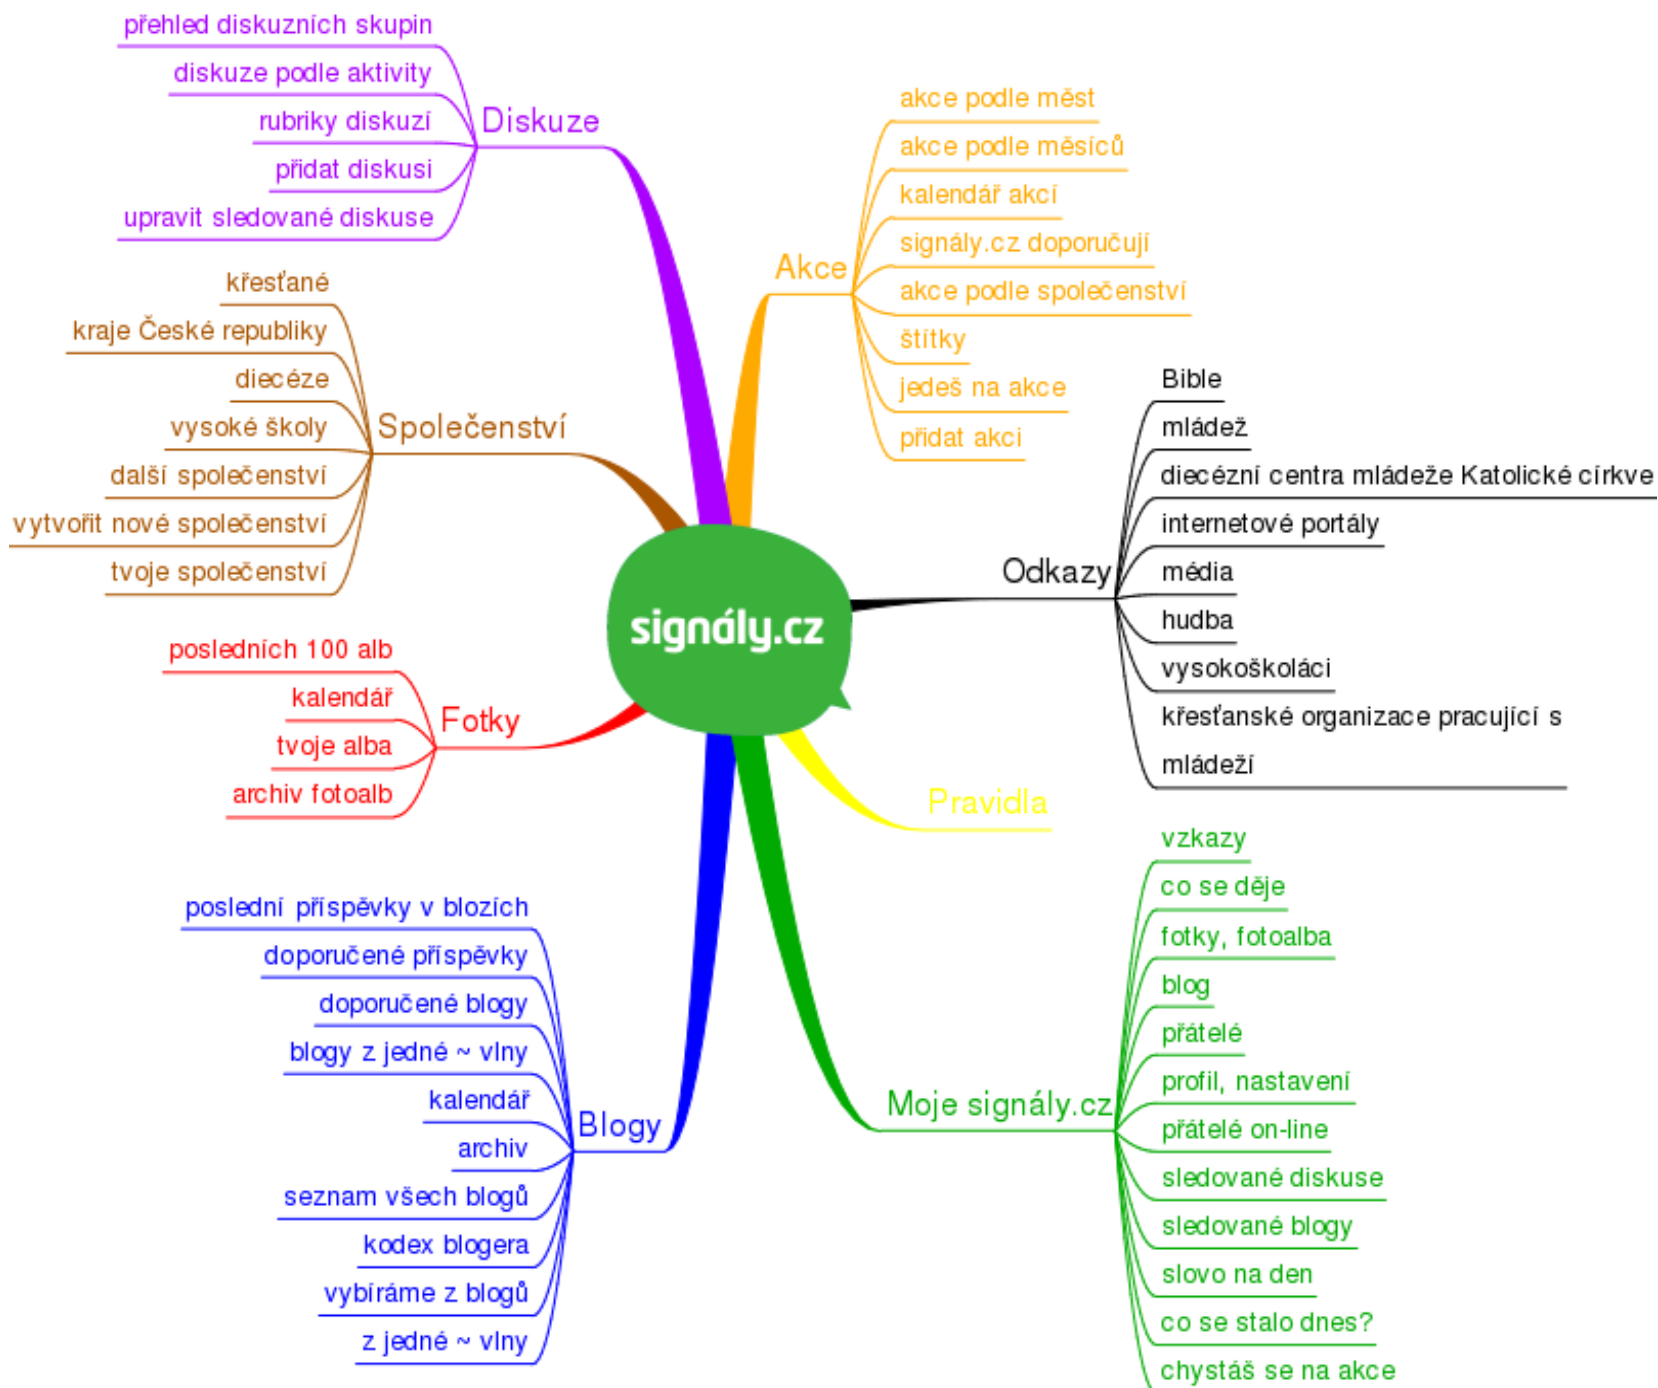 přehled diskuzních skupin
diskuze podle aktivity
rubriky diskuzí
přidat diskusi
upravit sledované diskuse
Diskuze
křesťané
kraje České republiky
diecéze
vysoké školy
další společenství
vytvořit nové společenství
tvoje společenství
Společenství
posledních 100 alb
kalendář
tvoje alba
archiv fotoalb
Fotky
poslední příspěvky v blozích
doporučené příspěvky
doporučené blogy
blogy z jedné ~ vlny
kalendář
archiv
seznam všech blogů
kodex blogera
vybíráme z blogů
z jedné ~ vlny
Blogy
signály.cz
Akce
akce podle měst
akce podle měsíců
kalendář akcí
signály.cz doporučují
akce podle společenství
štítky
jedeš na akce
přidat akci
Odkazy
Bible
mládež
diecézní centra mládeže Katolické církve
internetové portály
média
hudba
vysokoškoláci
křesťanské organizace pracující s
mládeží
Pravidla
Moje signály.cz
vzkazy
co se děje
fotky, fotoalba
blog
přátelé
profil, nastavení
přátelé on-line
sledované diskuse
sledované blogy
slovo na den
co se stalo dnes?
chystáš se na akce